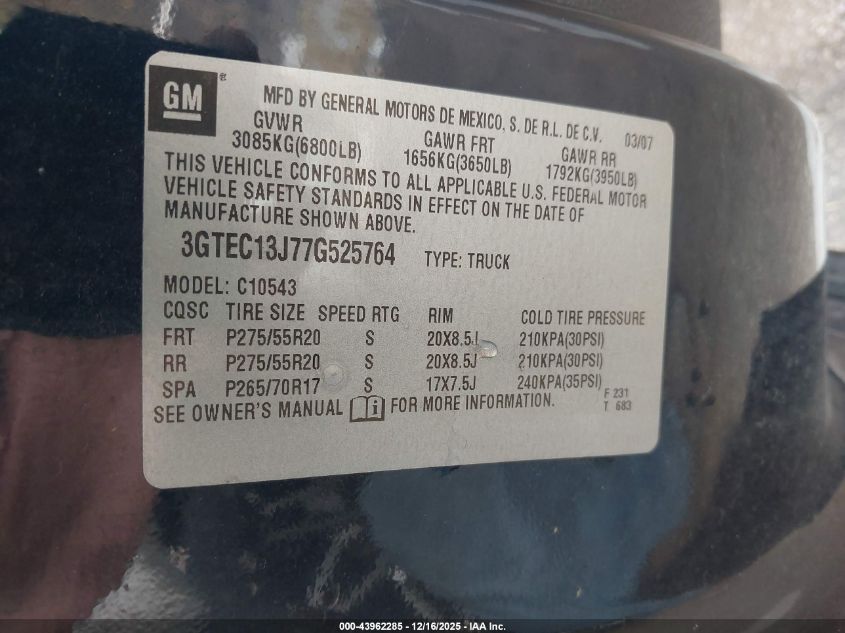 GM ®
MFD BY GENERAL MOTORS DE MEXICO, S. DE R.L. DE C.V. 03/07
GVWR GAWR FRT GAWR RR
3085KG(6800LB) 1656KG(3650LB) 1792KG(3950LB)
THIS VEHICLE CONFORMS TO ALL APPLICABLE U.S. FEDERAL MOTOR
VEHICLE SAFETY STANDARDS IN EFFECT ON THE DATE OF
MANUFACTURE SHOWN ABOVE.
3GTEC13J77G525764 TYPE: TRUCK
MODEL: C10543
CQSC TIRE SIZE SPEED RTG RIM COLD TIRE PRESSURE
FRT P275/55R20 S 20X8.5J 210KPA(30PSI)
RR P275/55R20 S 20X8.5J 210KPA(30PSI)
SPA P265/70R17 S 17X7.5J 240KPA(35PSI)
F 231
SEE OWNER'S MANUAL i FOR MORE INFORMATION. T 683
000-43962285 - 12/16/2025 - IAA Inc.